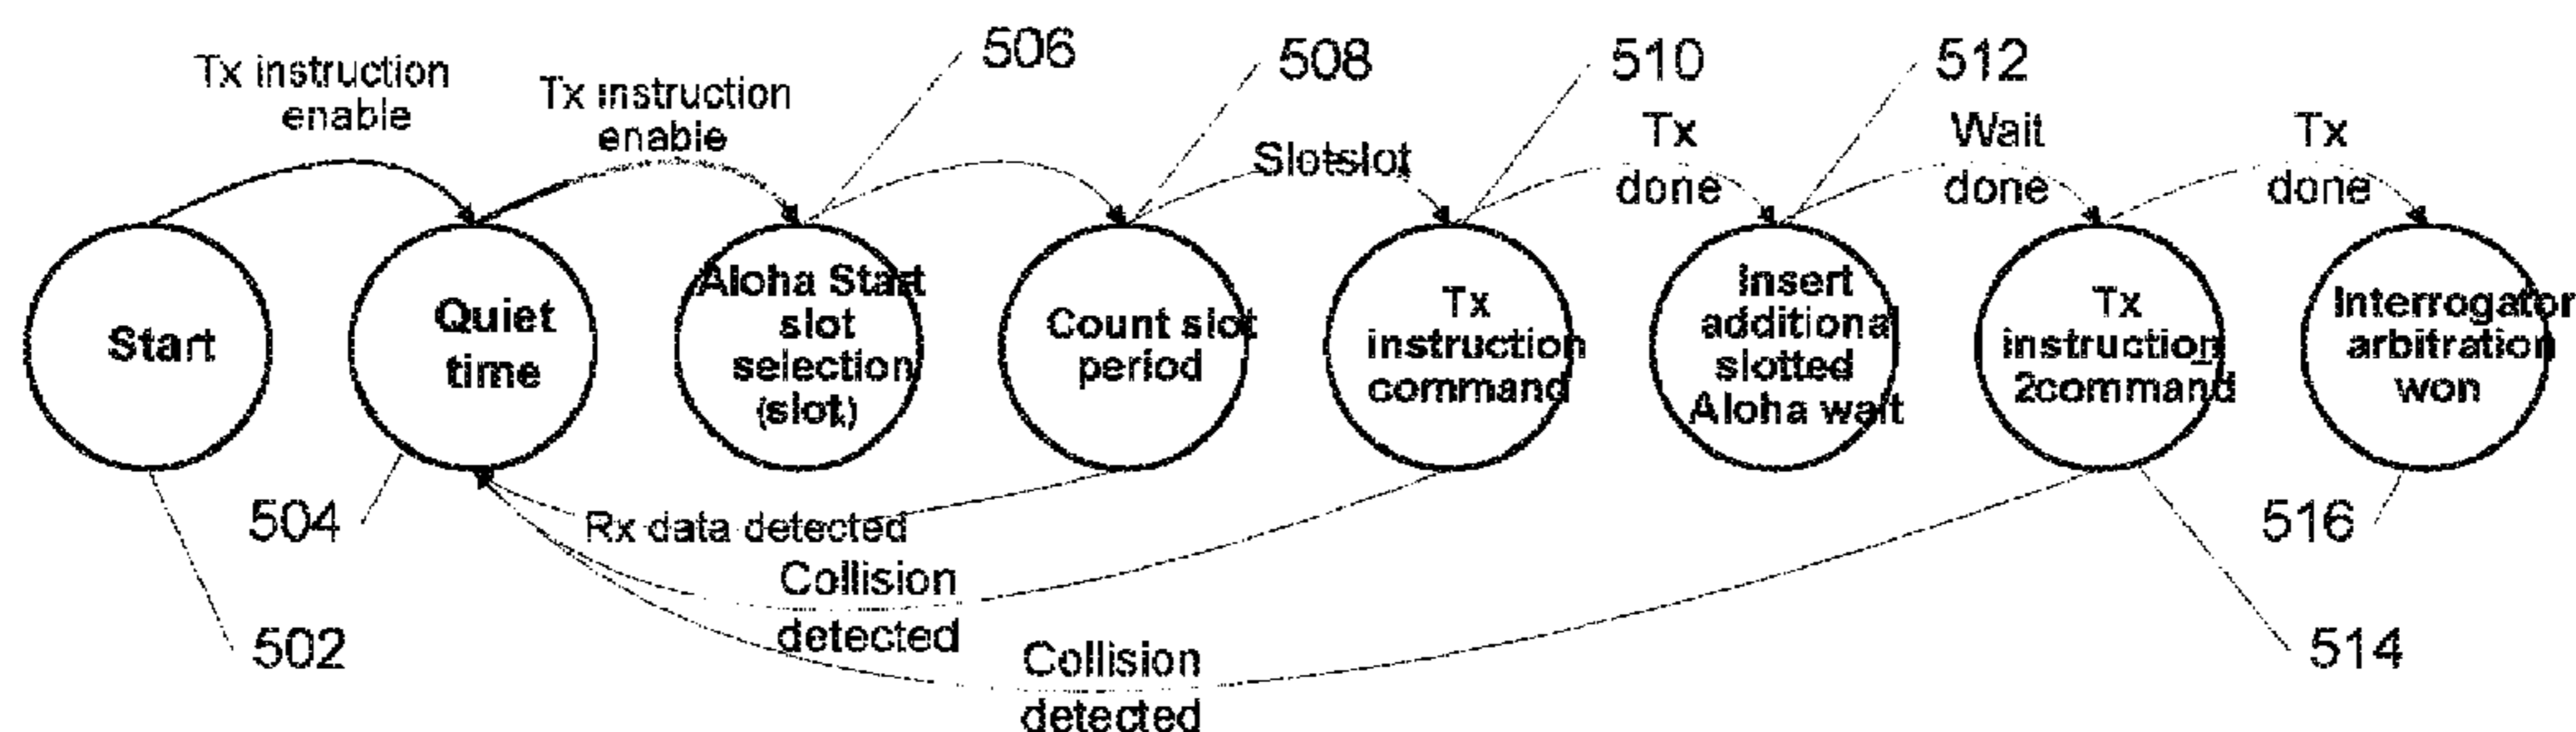 Tx instruction
enable
Tx instruction
enable
506
508
510
512
Slotslot
Tx
done
Wait
done
Tx
done
Start
Quiet
time
Aloha Start
slot
selection
(slot)
Count slot
period
Tx
instruction
command
Insert
additional
slotted
Aloha wait
Tx
instruction_
2command
Interrogator
arbitration
won
504
Rx data detected
516
Collision
detected
502
Collision
detected
514